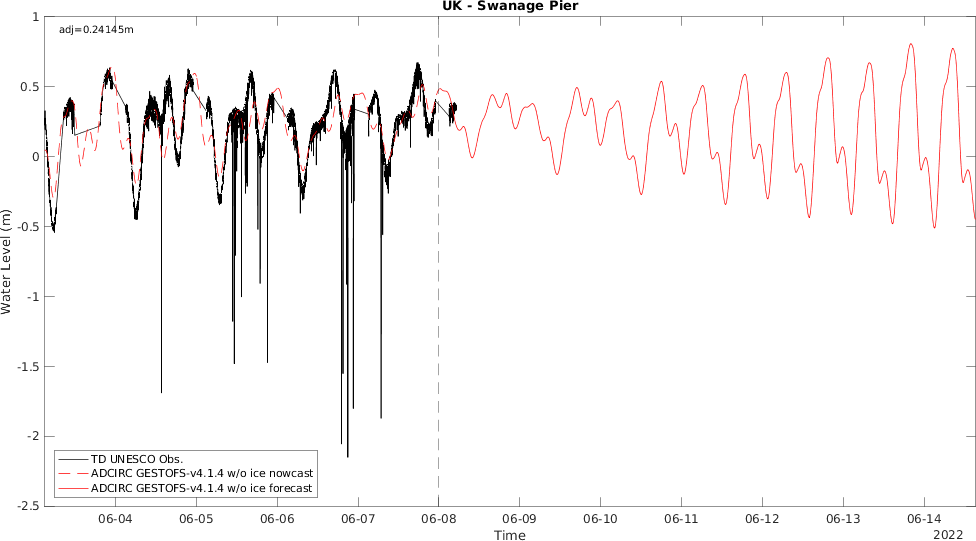 UK - Swanage Pier
adj=0.24145m
1
0.5
0
-0.5
-1
-1.5
-2
-2.5
Water Level (m)
TD UNESCO Obs.
ADCIRC GESTOFS-v4.1.4 w/o ice nowcast
ADCIRC GESTOFS-v4.1.4 w/o ice forecast
06-04 06-05 06-06 06-07 06-08 06-09 06-10 06-11 06-12 06-13 06-14
Time
2022